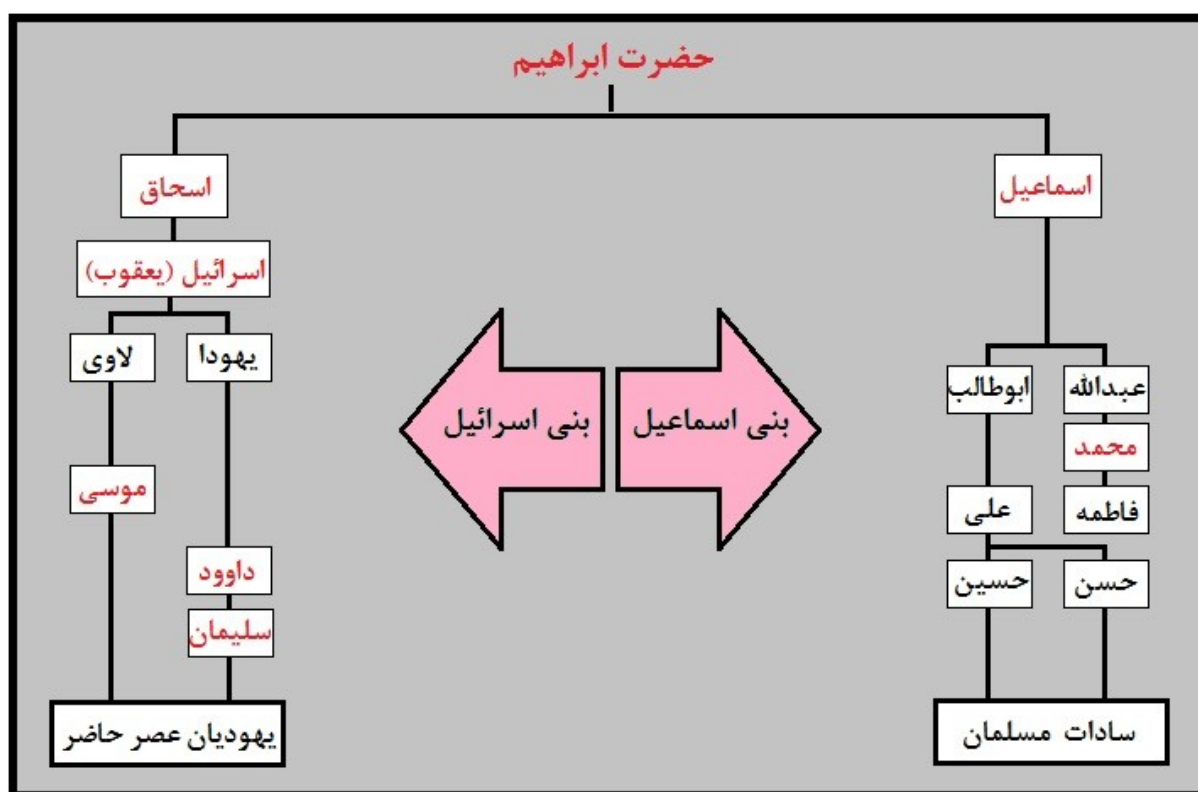 حضرت ابراهیم
اسماعیل
اسحاق
اسرائیل (یعقوب)
عبدالله
ابوطالب
یهودا
لاوی
بنی اسماعیل
بنی اسرائیل
محمد
موسی
فاطمه
علی
حسن
حسین
داوود
سلیمان
سادات مسلمان
یهودیان عصر حاضر